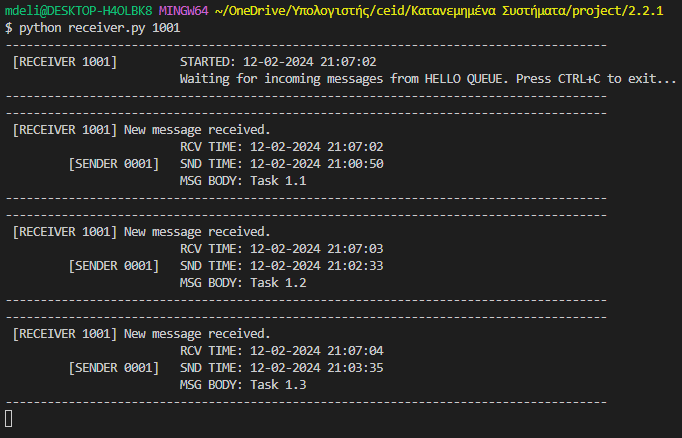 mdeli@DESKTOP-H4OLBK8 MINGW64 ~/OneDrive/Υπολογιστής/ceid/Κατανεμημένα Συστήματα/project/2.2.1
$ python receiver.py 1001
--------------------------------------------------------------------------------------
[RECEIVER 1001]         STARTED: 12-02-2024 21:07:02
                        Waiting for incoming messages from HELLO QUEUE. Press CTRL+C to exit...
--------------------------------------------------------------------------------------
--------------------------------------------------------------------------------------
[RECEIVER 1001] New message received.
                        RCV TIME: 12-02-2024 21:07:02
        [SENDER 0001]   SND TIME: 12-02-2024 21:00:50
                        MSG BODY: Task 1.1
--------------------------------------------------------------------------------------
--------------------------------------------------------------------------------------
[RECEIVER 1001] New message received.
                        RCV TIME: 12-02-2024 21:07:03
        [SENDER 0001]   SND TIME: 12-02-2024 21:02:33
                        MSG BODY: Task 1.2
--------------------------------------------------------------------------------------
--------------------------------------------------------------------------------------
[RECEIVER 1001] New message received.
                        RCV TIME: 12-02-2024 21:07:04
        [SENDER 0001]   SND TIME: 12-02-2024 21:03:35
                        MSG BODY: Task 1.3
--------------------------------------------------------------------------------------